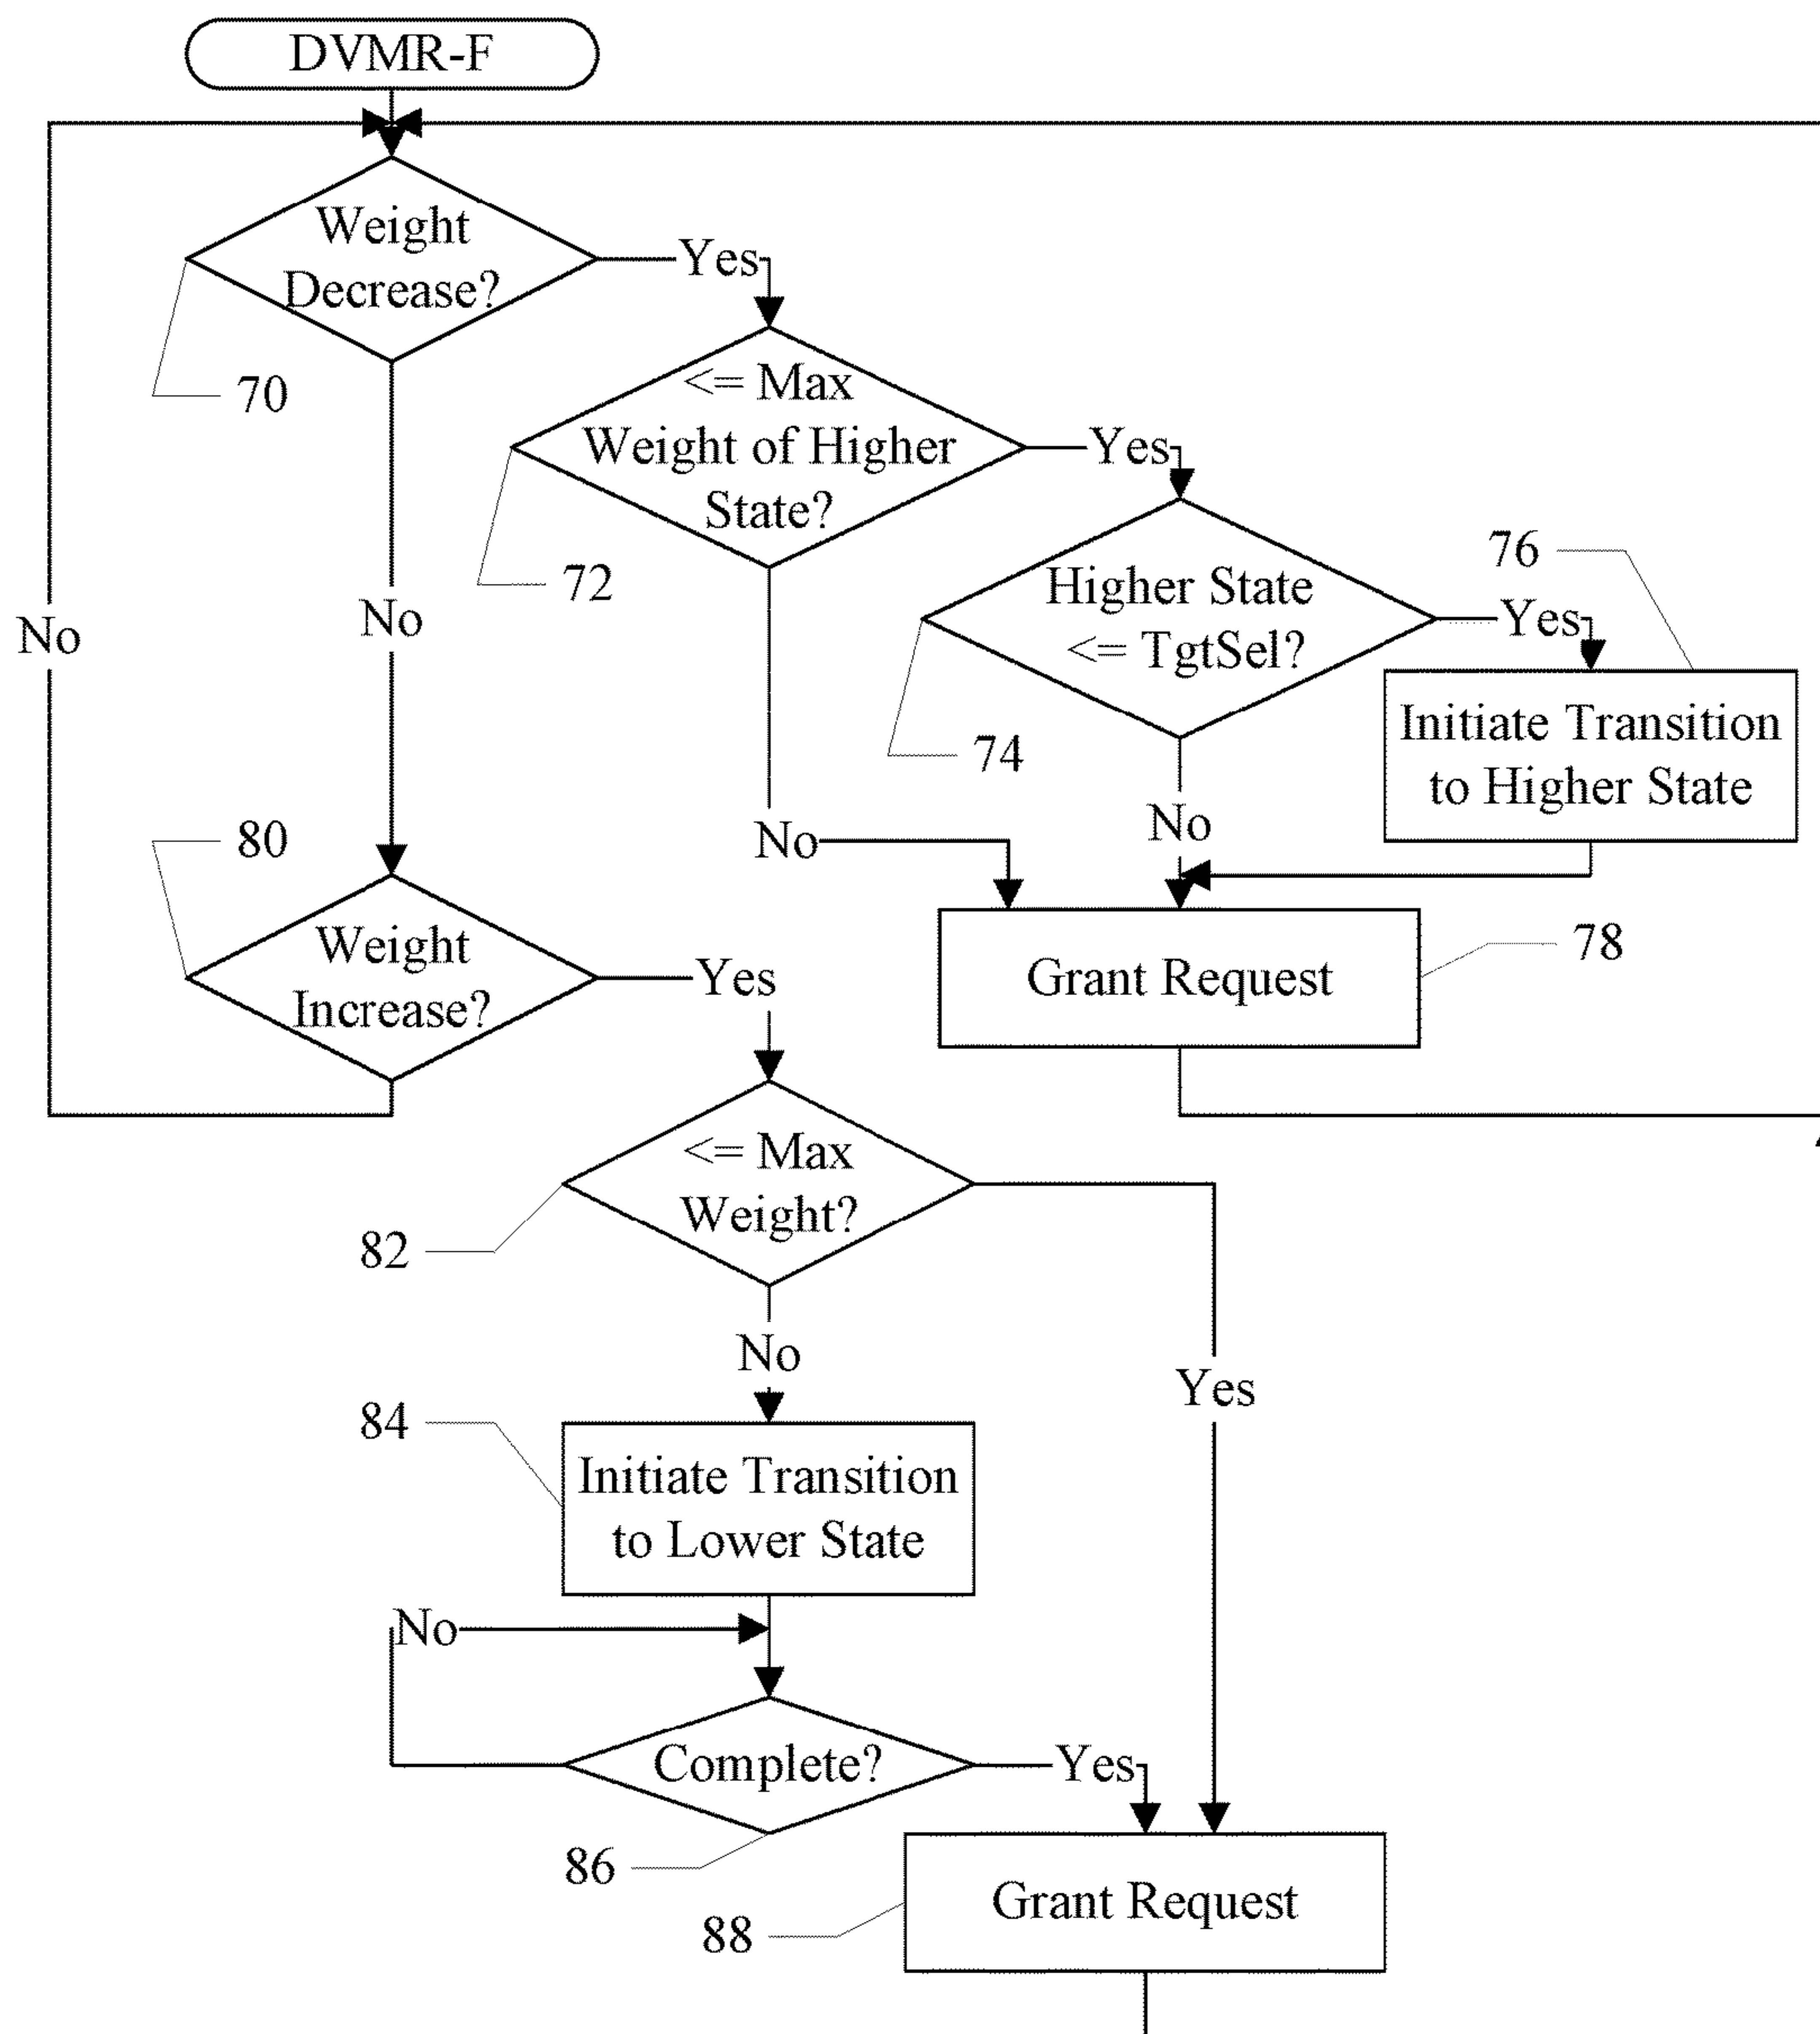 DVMR-F
Weight
Decrease?
Yes
70
<= Max
Weight of Higher
State?
Yes
72
Higher State
<= TgtSel?
76
Yes
No
No
74
Initiate Transition
to Higher State
No
No
80
Weight
Increase?
Yes
Grant Request
78
<= Max
Weight?
82
No
Yes
84
Initiate Transition
to Lower State
No
Complete?
Yes
86
Grant Request
88